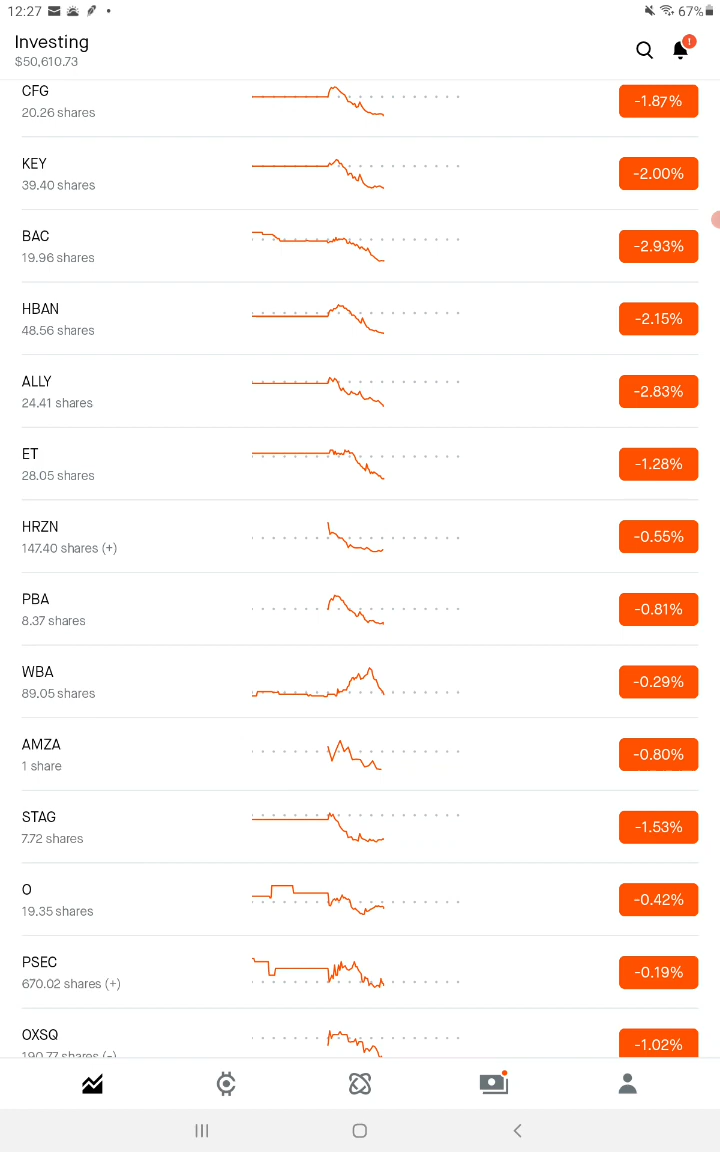 12:27
67%
Investing
$50,610.73
1
CFG
20.26 shares
-1.87%
KEY
39.40 shares
-2.00%
BAC
19.96 shares
-2.93%
HBAN
48.56 shares
-2.15%
ALLY
24.41 shares
-2.83%
ET
28.05 shares
-1.28%
HRZN
147.40 shares (+)
-0.55%
PBA
8.37 shares
-0.81%
WBA
89.05 shares
-0.29%
AMZA
1 share
-0.80%
STAG
7.72 shares
-1.53%
O
19.35 shares
-0.42%
PSEC
670.02 shares (+)
-0.19%
OXSQ
190.77 shares (-)
-1.02%